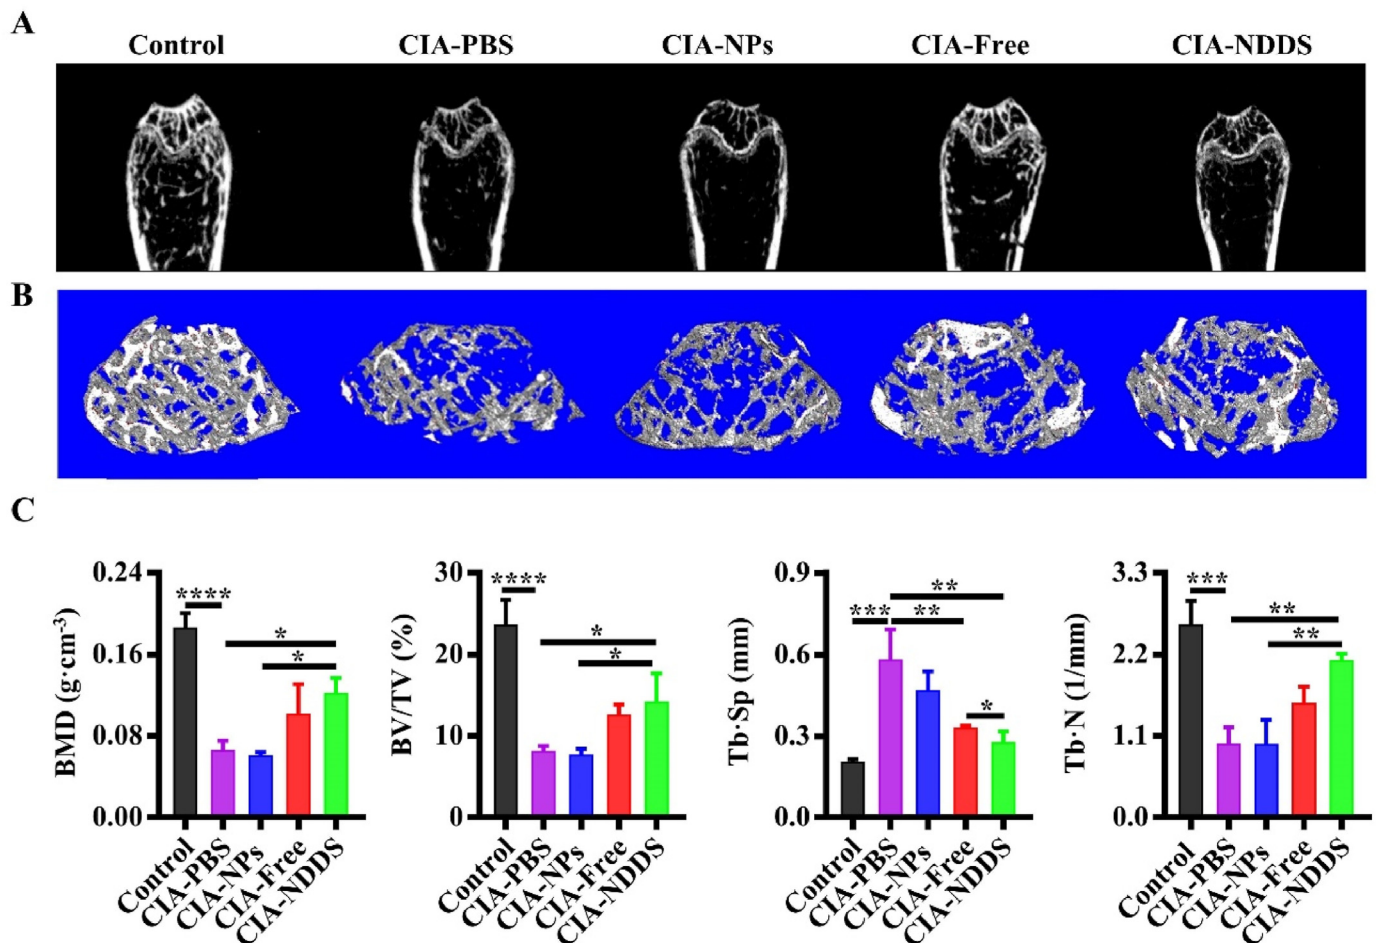 A
Control CIA-PBS CIA-NPs CIA-Free CIA-NDDS
B
C
BMD (g·cm-3)
0.24
0.16
0.08
0.00
****
*
*
Control
CIA-PBS
CIA-NPs
CIA-Free
CIA-NDDS
BV/TV (%)
30
20
10
0
****
*
*
Control
CIA-PBS
CIA-NPs
CIA-Free
CIA-NDDS
Tb·Sp (mm)
0.9
0.6
0.3
0.0
**
*** **
*
Control
CIA-PBS
CIA-NPs
CIA-Free
CIA-NDDS
Tb·N (1/mm)
3.3
2.2
1.1
0.0
***
**
**
Control
CIA-PBS
CIA-NPs
CIA-Free
CIA-NDDS